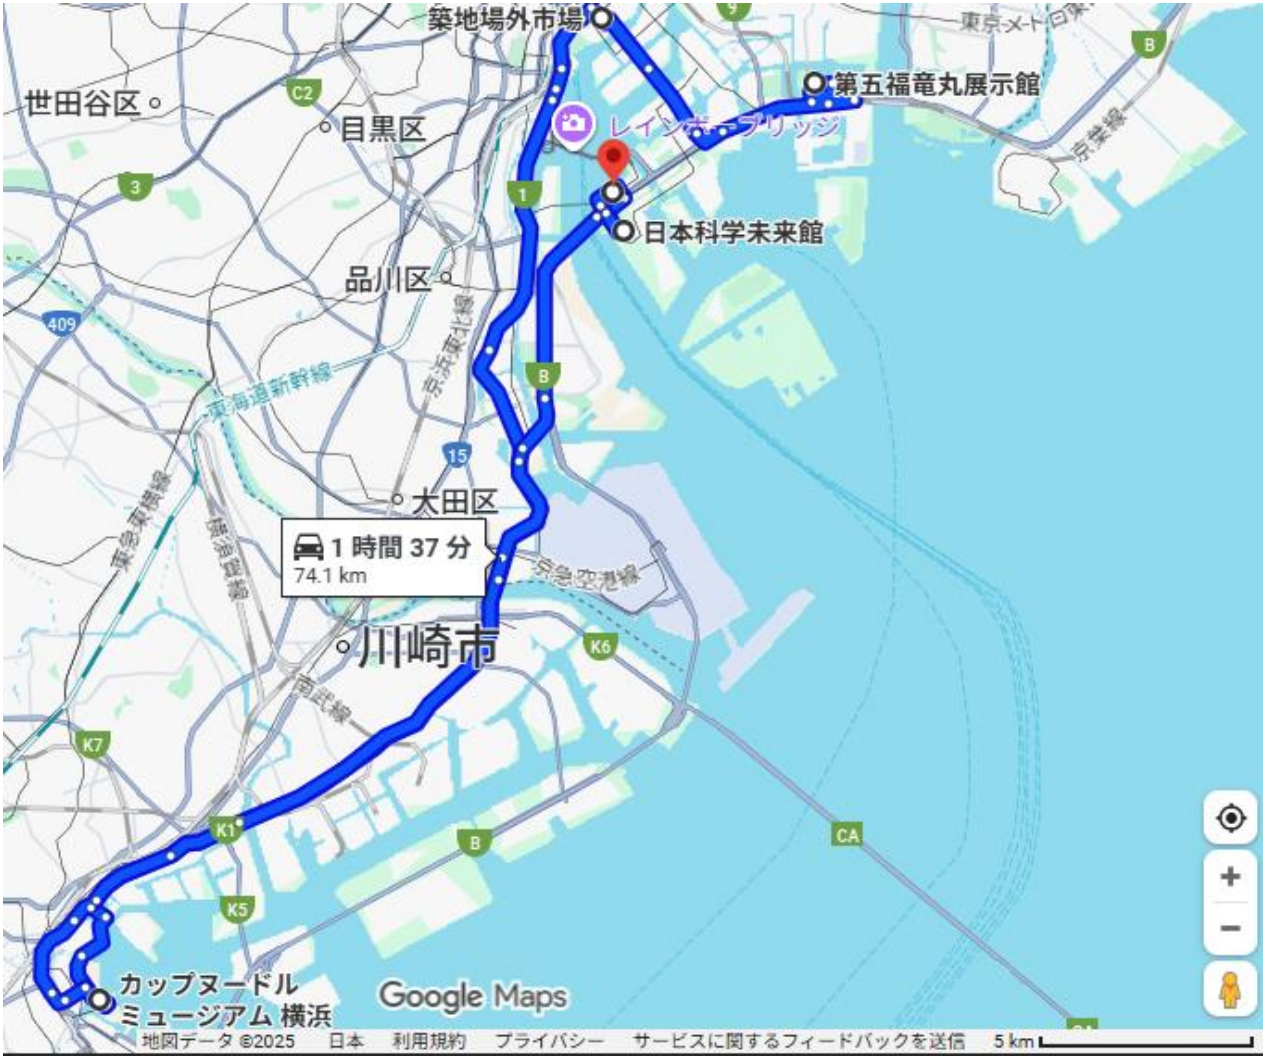 築地場外市場
9
東京メトロ東
B
第五福竜丸展示館
世田谷区
C2
目黒区
レインボーブリッジ
京葉線
3
1
日本科学未来館
品川区
409
京浜東北線
東海道新幹線
B
15
東急東横線
大田区
横須賀線
1 時間 37 分
74.1 km
京急空港線
川崎市
K6
南武線
K7
K1
B
CA
K5
カップヌードル
ミュージアム 横浜
Google Maps
CA
地図データ ©2025 日本 利用規約 プライバシー サービスに関するフィードバックを送信 5 km